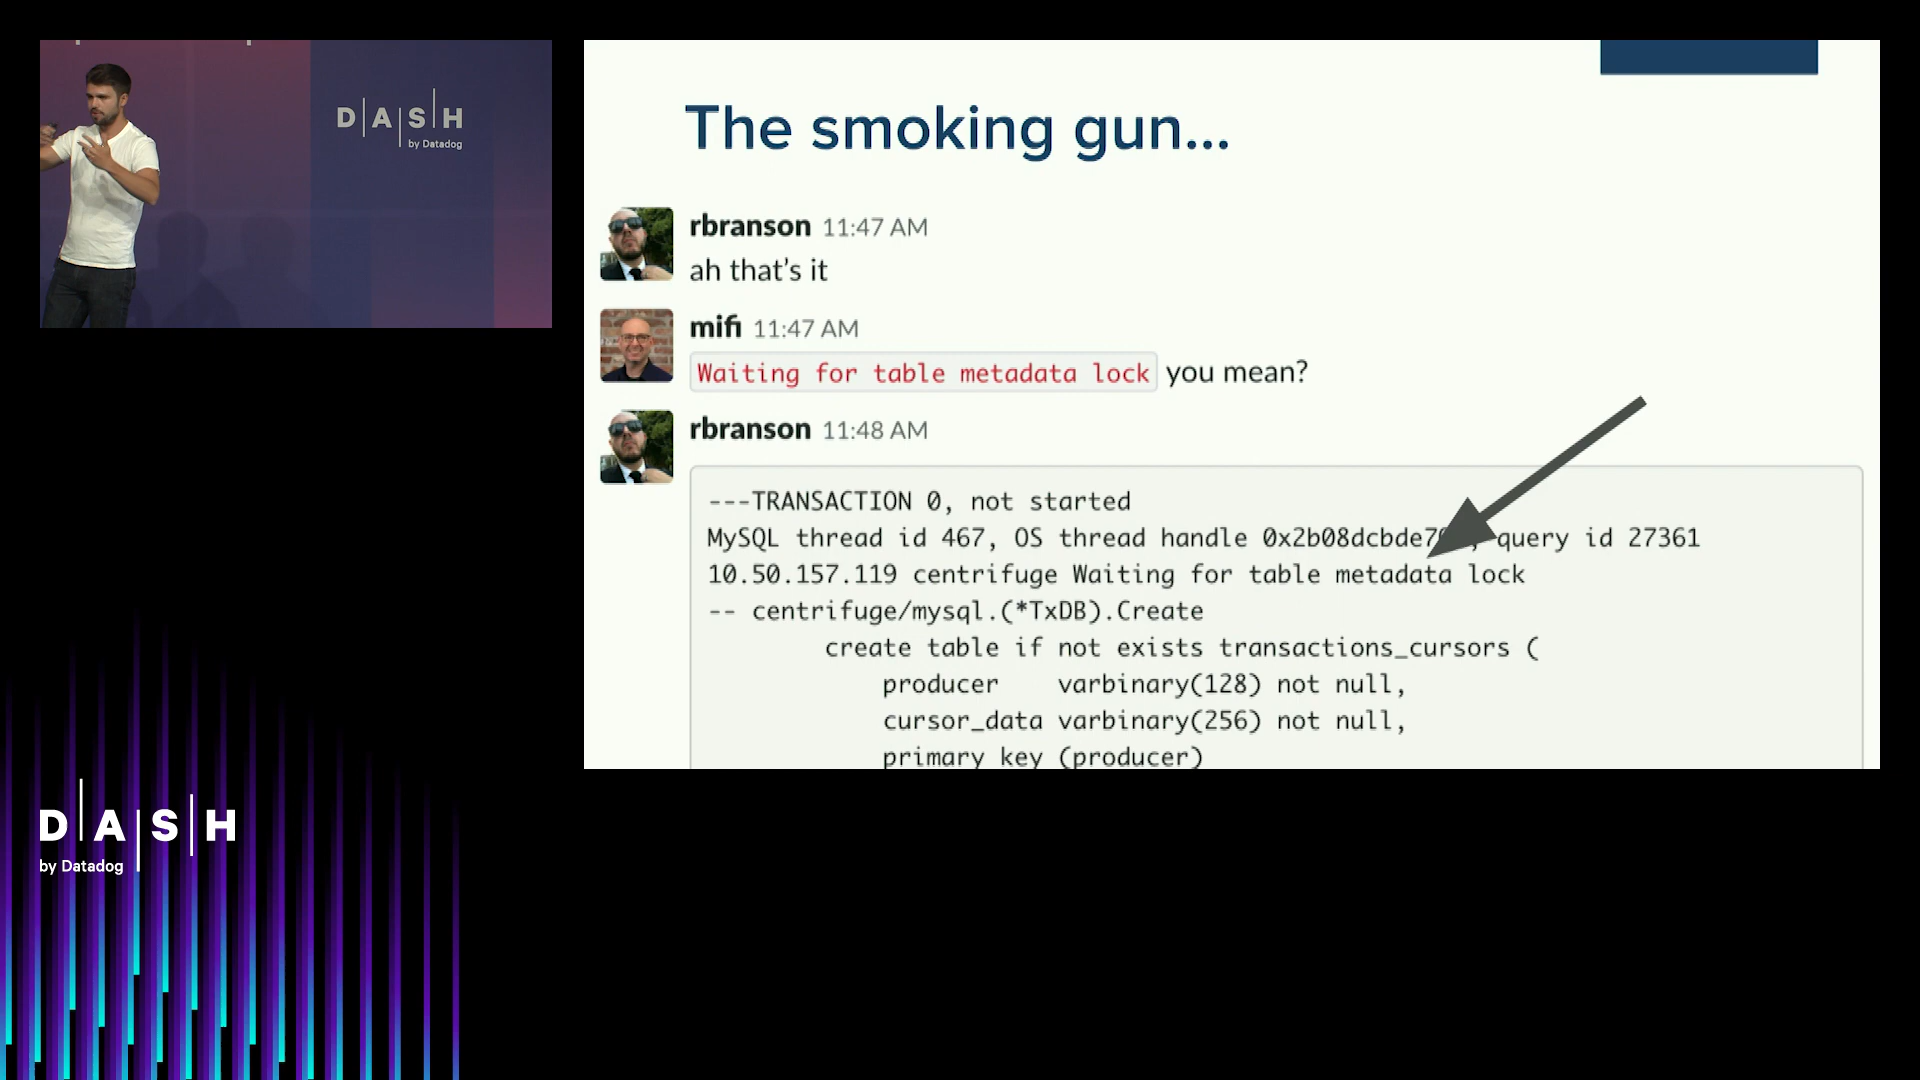 D A S H
by Datadog
The smoking gun...
rbranson 11:47 AM
ah that's it
mifi 11:47 AM
Waiting for table metadata lock you mean?
rbranson 11:48 AM
---TRANSACTION 0, not started
MySQL thread id 467, OS thread handle query id 27361
10.50.157.119 centrifuge Waiting for table metadata lock
-- centrifuge/mysql.(*TxDB).Create
create table if not exists transactions_cursors (
producer varbinary(128) not null,
cursor_data varbinary(256) not null,
primary key (producer)
D A S H
by Datadog